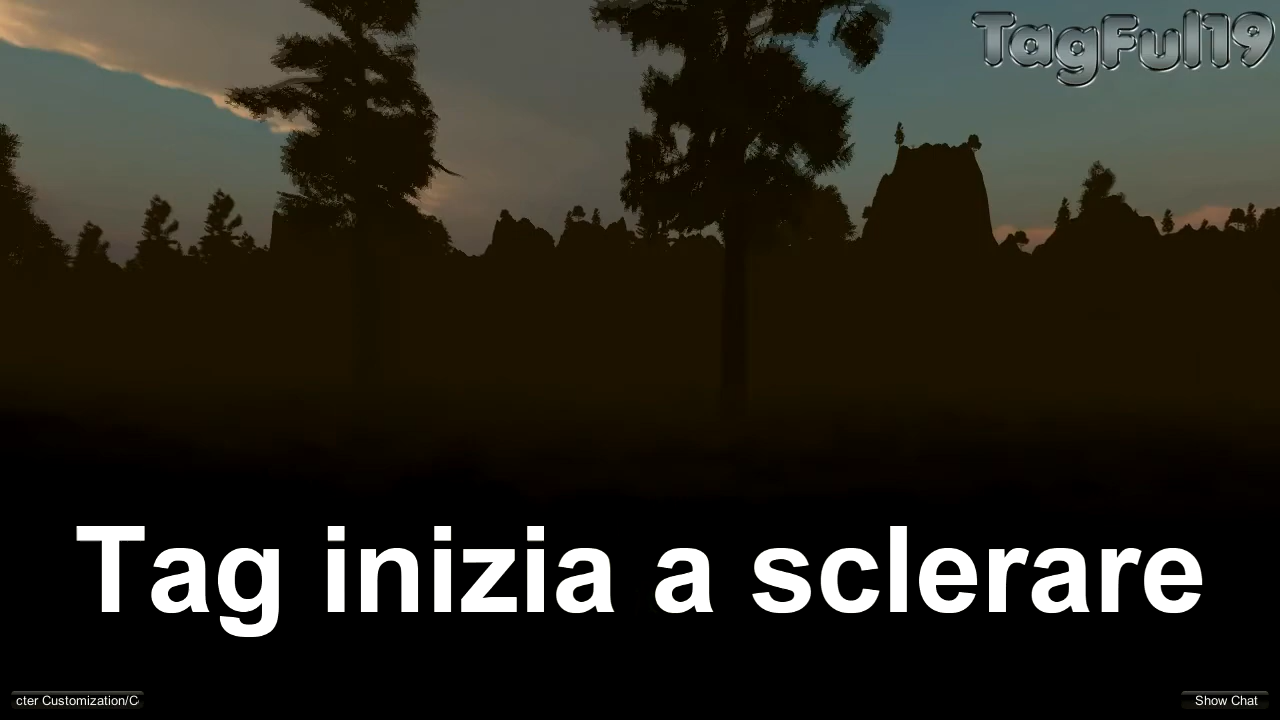 TagFul19
Tag inizia a sclerare
cter Customization/C
Show Chat